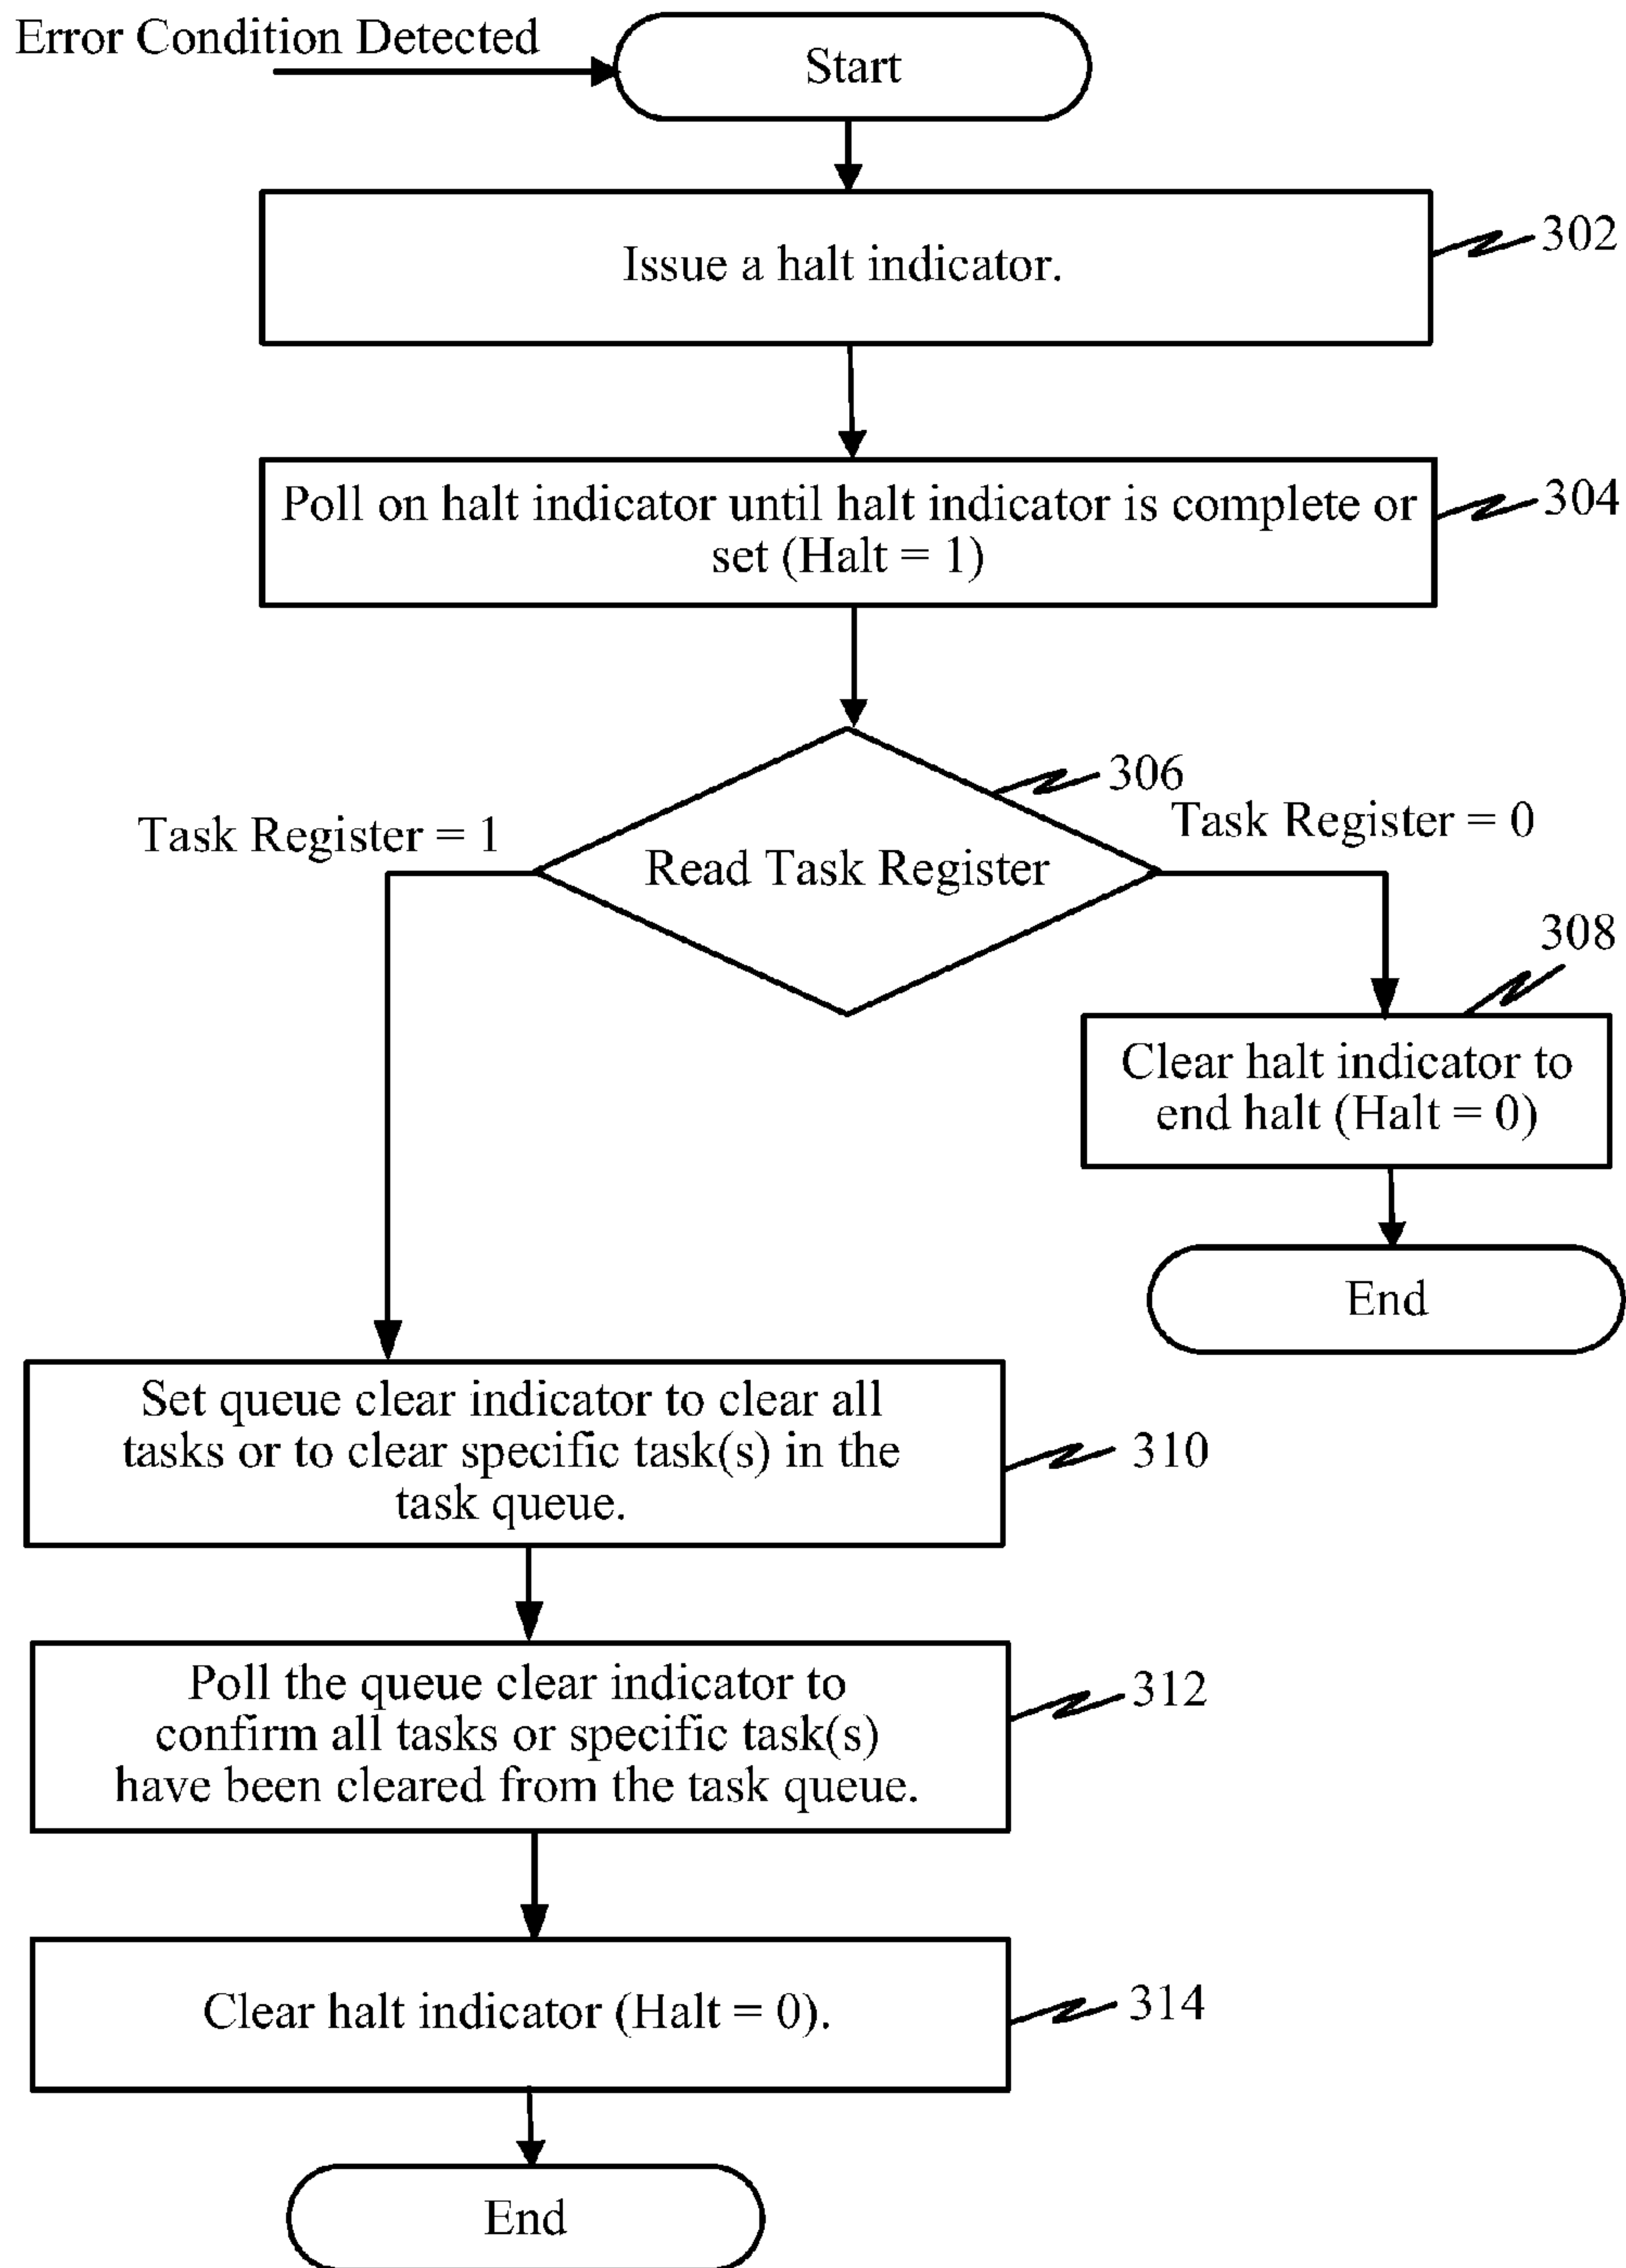 Error Condition Detected
Start
Issue a halt indicator.
302
Poll on halt indicator until halt indicator is complete or
set (Halt = 1)
304
306
Task Register = 1
Read Task Register
Task Register = 0
308
Clear halt indicator to
end halt (Halt = 0)
End
Set queue clear indicator to clear all
tasks or to clear specific task(s) in the
task queue.
310
Poll the queue clear indicator to
confirm all tasks or specific task(s)
have been cleared from the task queue.
312
Clear halt indicator (Halt = 0).
314
End